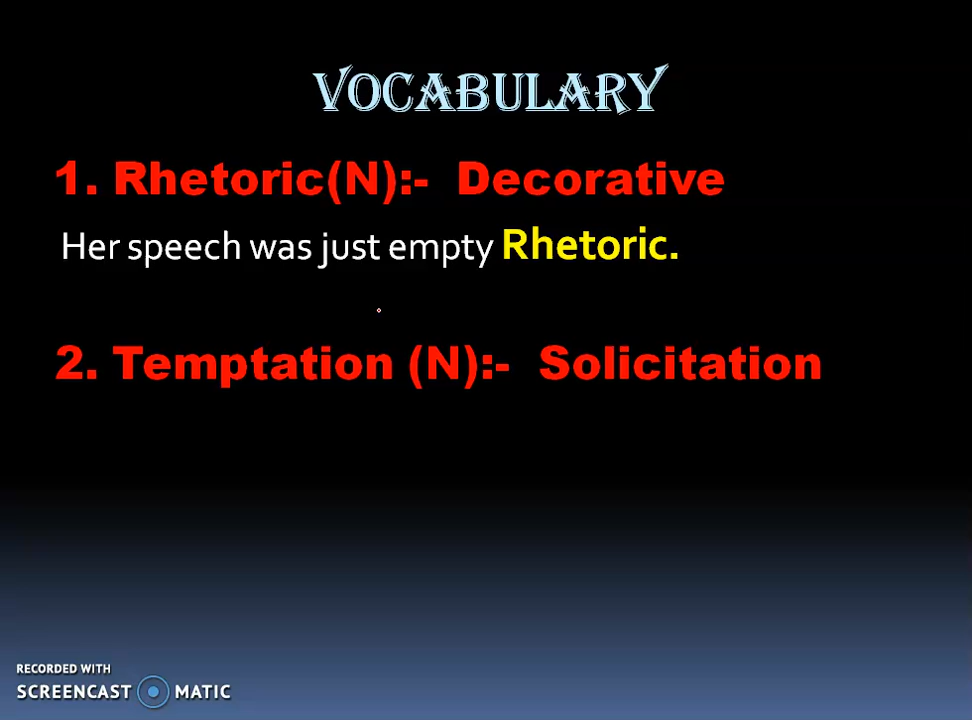 VOCABULARY
1. Rhetoric(N):- Decorative
Her speech was just empty Rhetoric.
2. Temptation (N):- Solicitation
RECORDED WITH
SCREENCAST MATIC